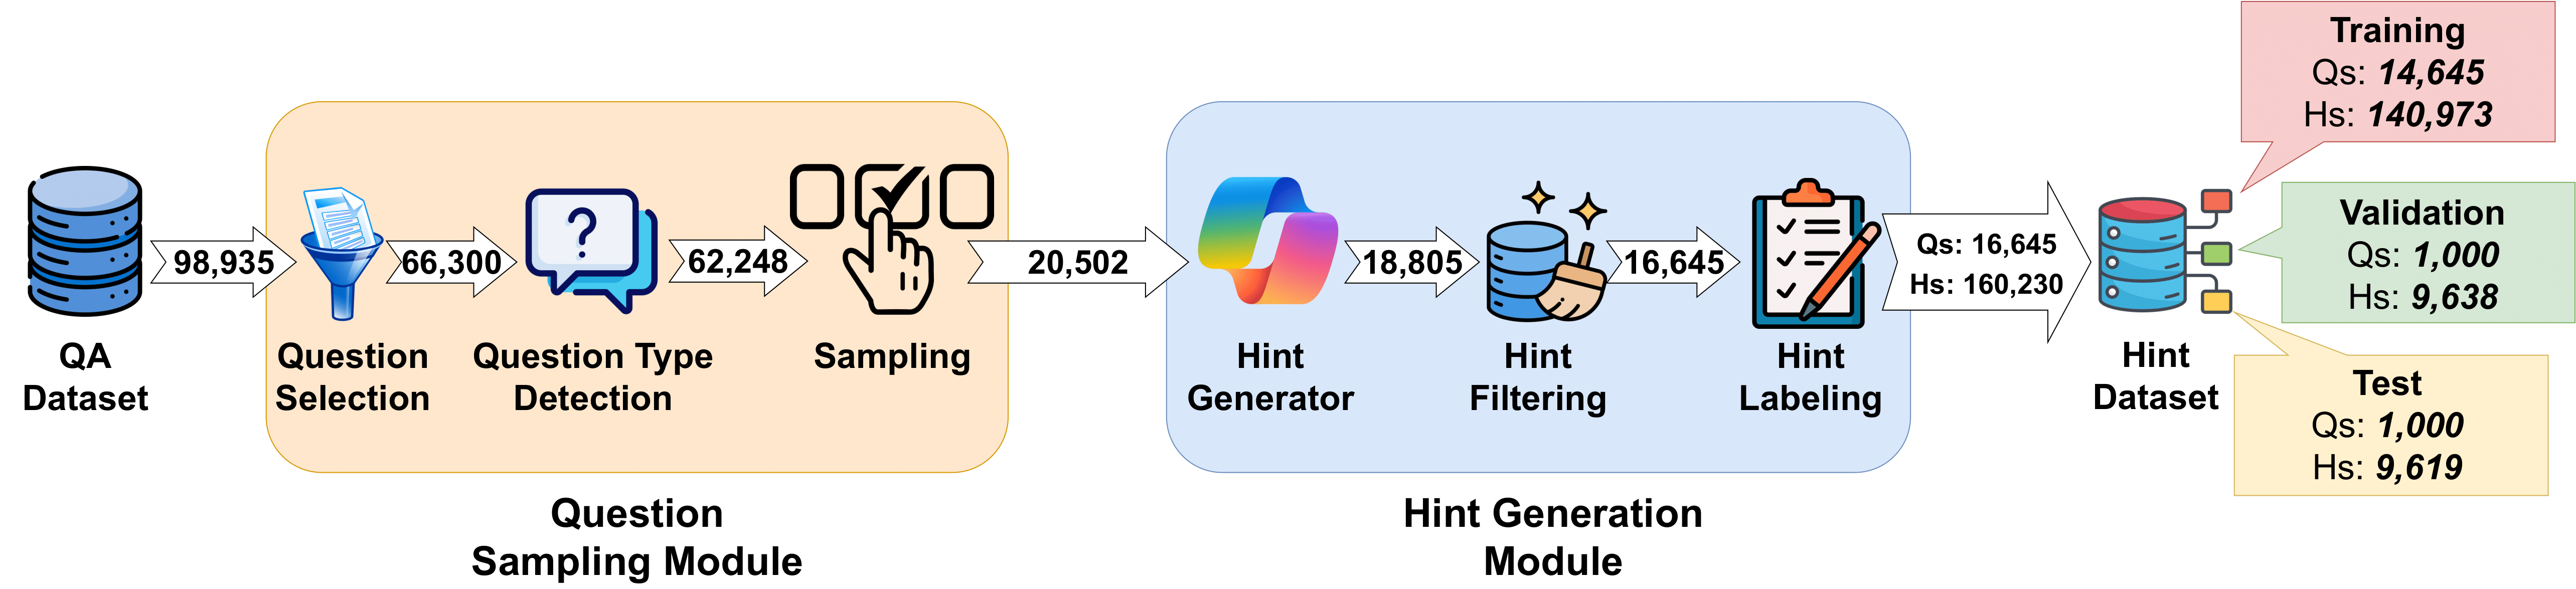 QA
Dataset
98,935
Question
Selection
66,300
Question Type
Detection
62,248
Sampling
Question
Sampling Module
20,502
Hint
Generator
18,805
Hint
Filtering
16,645
Hint
Labeling
Hint Generation
Module
Qs: 16,645
Hs: 160,230
Hint
Dataset
Training
Qs: 14,645
Hs: 140,973
Validation
Qs: 1,000
Hs: 9,638
Test
Qs: 1,000
Hs: 9,619